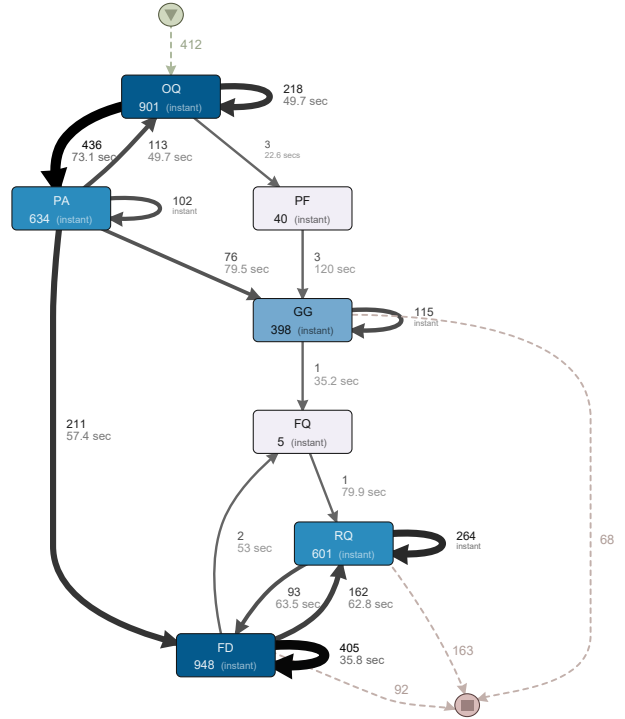 412
OQ
901 (instant)
218
49.7 sec
436
73.1 sec
113
49.7 sec
3
22.6 secs
PA
634 (instant)
102
instant
PF
40 (instant)
76
79.5 sec
3
120 sec
GG
398 (instant)
115
instant
1
35.2 sec
211
57.4 sec
FQ
5 (instant)
1
79.9 sec
2
53 sec
RQ
601 (instant)
264
instant
68
93
63.5 sec
162
62.8 sec
FD
948 (instant)
405
35.8 sec
163
92